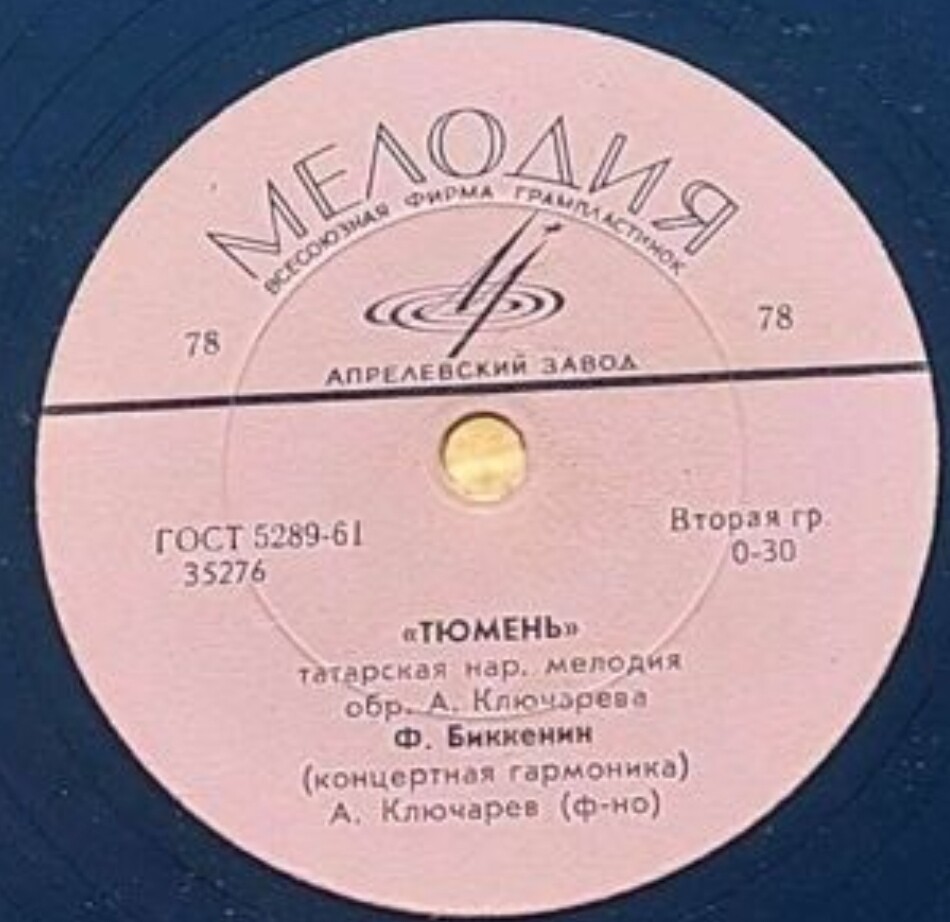 МЕЛОДИЯ
ВСЕСОЮЗНАЯ ФИРМА ГРАМПЛАСТИНОК
78
78
АПРЕЛЕВСКИЙ ЗАВОД
ГОСТ 5289-61
35276
Вторая гр.
0-30
«ТЮМЕНЬ»
татарская нар. мелодия
обр. А. Ключарева
Ф. Биккенин
(концертная гармоника)
А. Ключарев (ф-но)